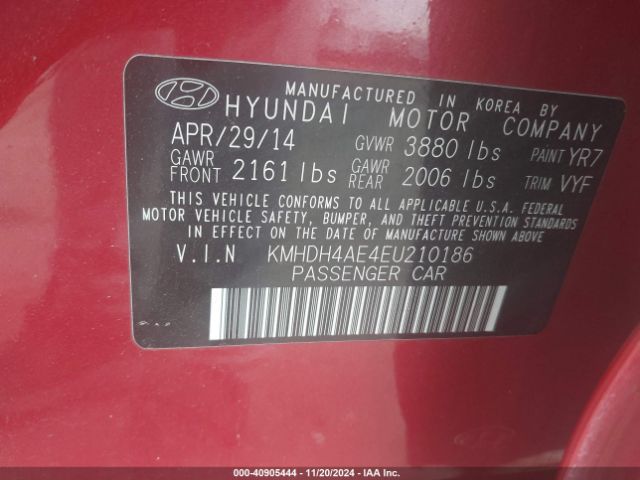 MANUFACTURED IN KOREA BY
HYUNDAI MOTOR COMPANY
APR/29/14 GVWR 3880 lbs PAINT YR7
GAWR FRONT 2161 lbs GAWR REAR 2006 lbs TRIM VYF
THIS VEHICLE CONFORMS TO ALL APPLICABLE U.S.A. FEDERAL
MOTOR VEHICLE SAFETY, BUMPER, AND THEFT PREVENTION STANDARDS
IN EFFECT ON THE DATE OF MANUFACTURE SHOWN ABOVE.
V.I.N KMHDH4AE4EU210186
PASSENGER CAR
000-40905444 - 11/20/2024 - IAA Inc.